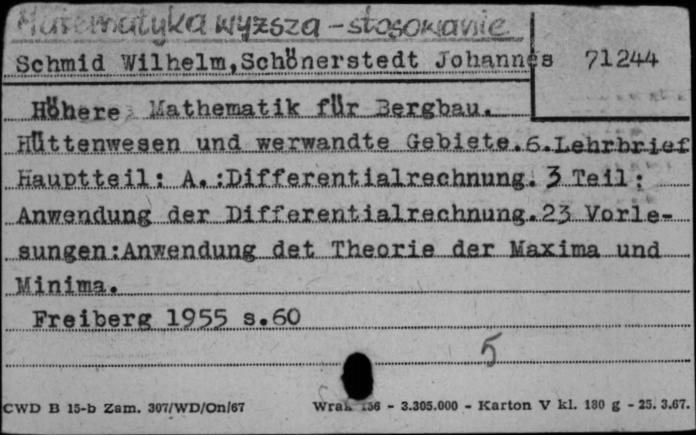 Matematyka wyższa - stosowanie
Schmid Wilhelm,Schönerstedt Johannes 71244
Höhere Mathematik für Bergbau.
Hüttenwesen und werwandte Gebiete.6.Lehrbrief
Hauptteil: A.:Differentialrechnung. 3 Teil:
Anwendung der Differentialrechnung.23 Vorle-
sungen:Anwendung det Theorie der Maxima und
Minima.
Freiberg 1955 s.60
5
CWD B 15-b Zam. 307/WD/On/67 - 3.305.000 - Karton V kl. 180 g - 25. 3.67.